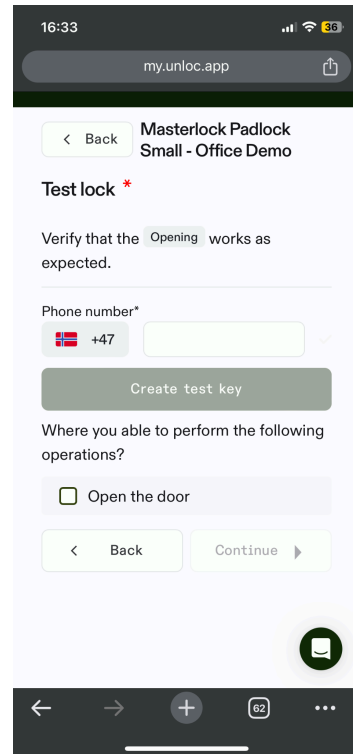 16:33
36
my.unloc.app
Back
Masterlock Padlock
Small - Office Demo
Test lock *
Verify that the Opening works as
expected.
Phone number*
+47
Create test key
Where you able to perform the following
operations?
Open the door
Back
Continue
62